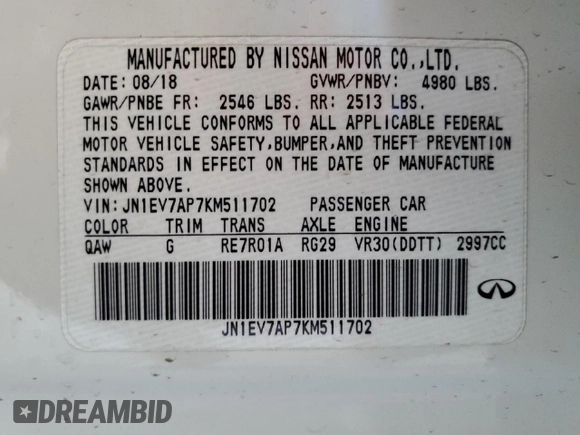 MANUFACTURED BY NISSAN MOTOR CO.,LTD.
DATE: 08/18 GVWR/PNBV: 4980 LBS.
GAWR/PNBE FR: 2546 LBS. RR: 2513 LBS.
THIS VEHICLE CONFORMS TO ALL APPLICABLE FEDERAL
MOTOR VEHICLE SAFETY,BUMPER,AND THEFT PREVENTION
STANDARDS IN EFFECT ON THE DATE OF MANUFACTURE
SHOWN ABOVE.
VIN: JN1EV7AP7KM511702 PASSENGER CAR
COLOR TRIM TRANS AXLE ENGINE
QAW G RE7R01A RG29 VR30(DDTT) 2997CC
JN1EV7AP7KM511702
DREAMBID